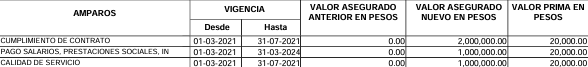 AMPAROS VIGENCIA VALOR ASEGURADO ANTERIOR EN PESOS VALOR ASEGURADO NUEVO EN PESOS VALOR PRIMA EN PESOS
Desde Hasta
CUMPLIMIENTO DE CONTRATO 01-03-2021 31-07-2021 0.00 2,000,000.00 20,000.00
PAGO SALARIOS, PRESTACIONES SOCIALES, IN 01-03-2021 31-03-2024 0.00 1,000,000.00 20,000.00
CALIDAD DE SERVICIO 01-03-2021 31-07-2021 0.00 1,000,000.00 20,000.00